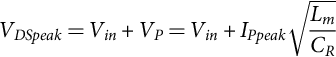 V_{DSpeak} = V_{in} + V_P = V_{in} + I_{Ppeak} \sqrt{\frac{L_m}{C_R}}